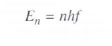 Eₙ = nhf